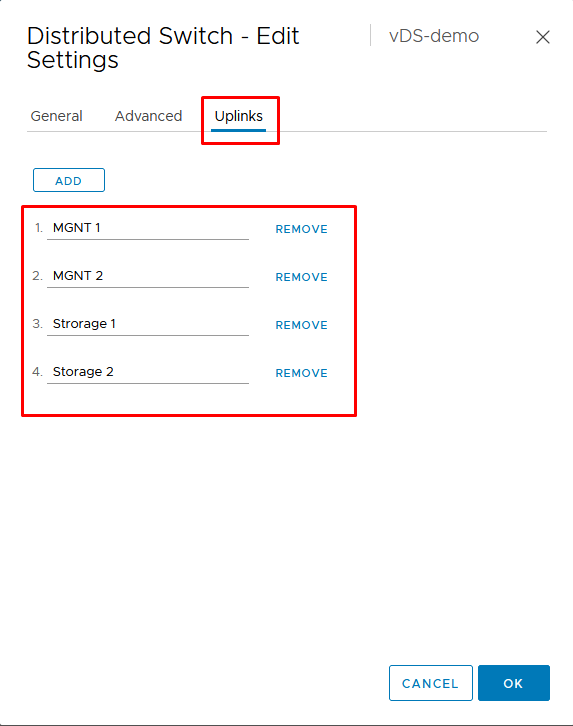 Distributed Switch - Edit Settings
vDS-demo
General Advanced Uplinks
ADD
1. MGNT 1 REMOVE
2. MGNT 2 REMOVE
3. Strorage 1 REMOVE
4. Storage 2 REMOVE
CANCEL OK